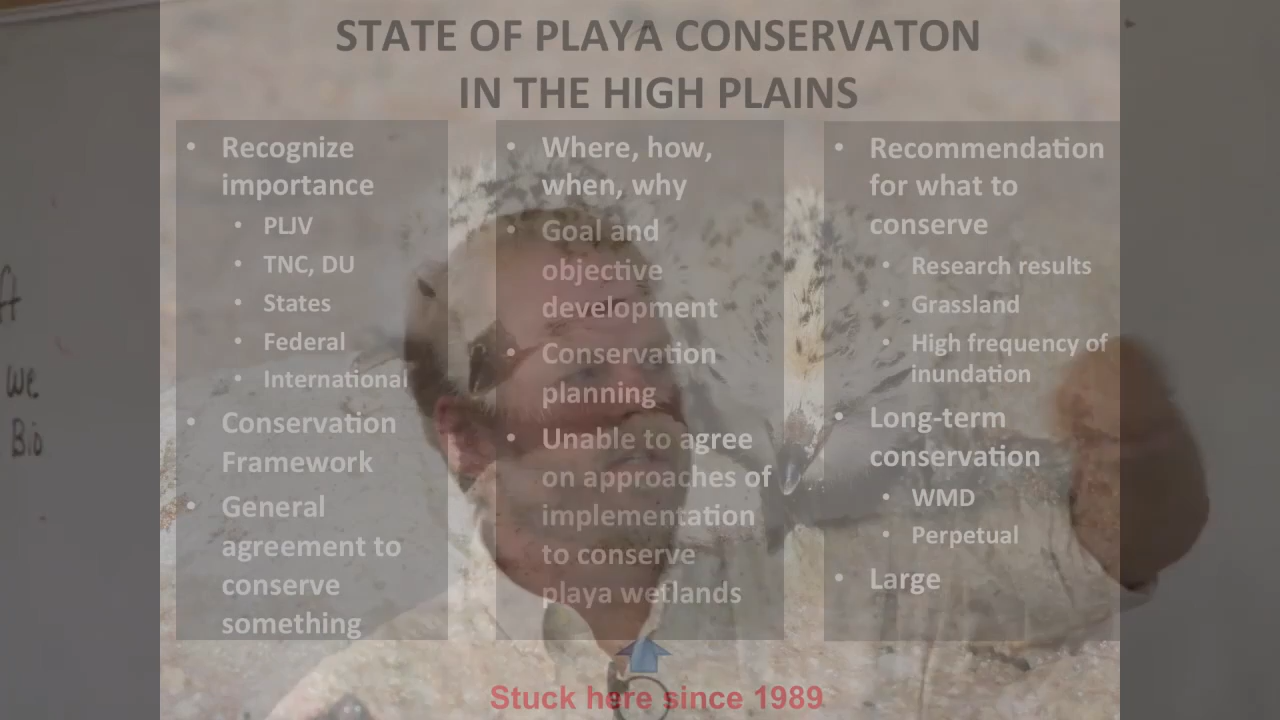 STATE OF PLAYA CONSERVATON
IN THE HIGH PLAINS
• Recognize
importance
• PLJV
• TNC, DU
• States
• Federal
• International
• Conservation
Framework
• General
agreement to
conserve
something
• Where, how,
when, why
• Goal and
objective
development
• Conservation
planning
• Unable to agree
on approaches of
implementation
to conserve
playa wetlands
• Recommendation
for what to
conserve
• Research results
• Grassland
• High frequency of
inundation
• Long-term
conservation
• WMD
• Perpetual
• Large
Stuck here since 1989
A
we
Bio